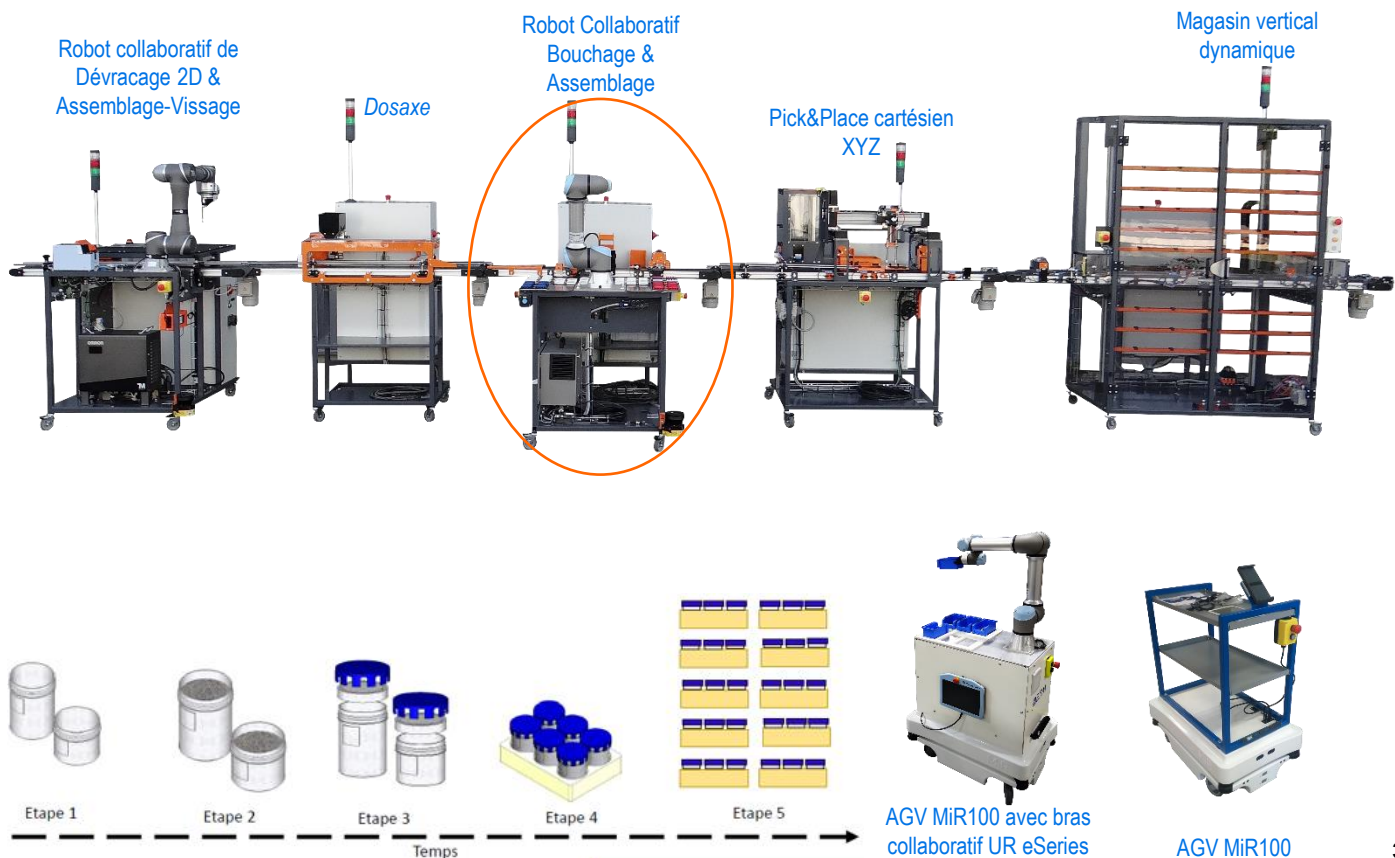 Robot collaboratif de
Dévracage 2D &
Assemblage-Vissage
Dosaxe
Robot Collaboratif
Bouchage &
Assemblage
Pick&Place cartésien
XYZ
Magasin vertical
dynamique
Etape 1
Etape 2
Etape 3
Etape 4
Etape 5
Temps
AGV MiR100 avec bras
collaboratif UR eSeries
AGV MiR100